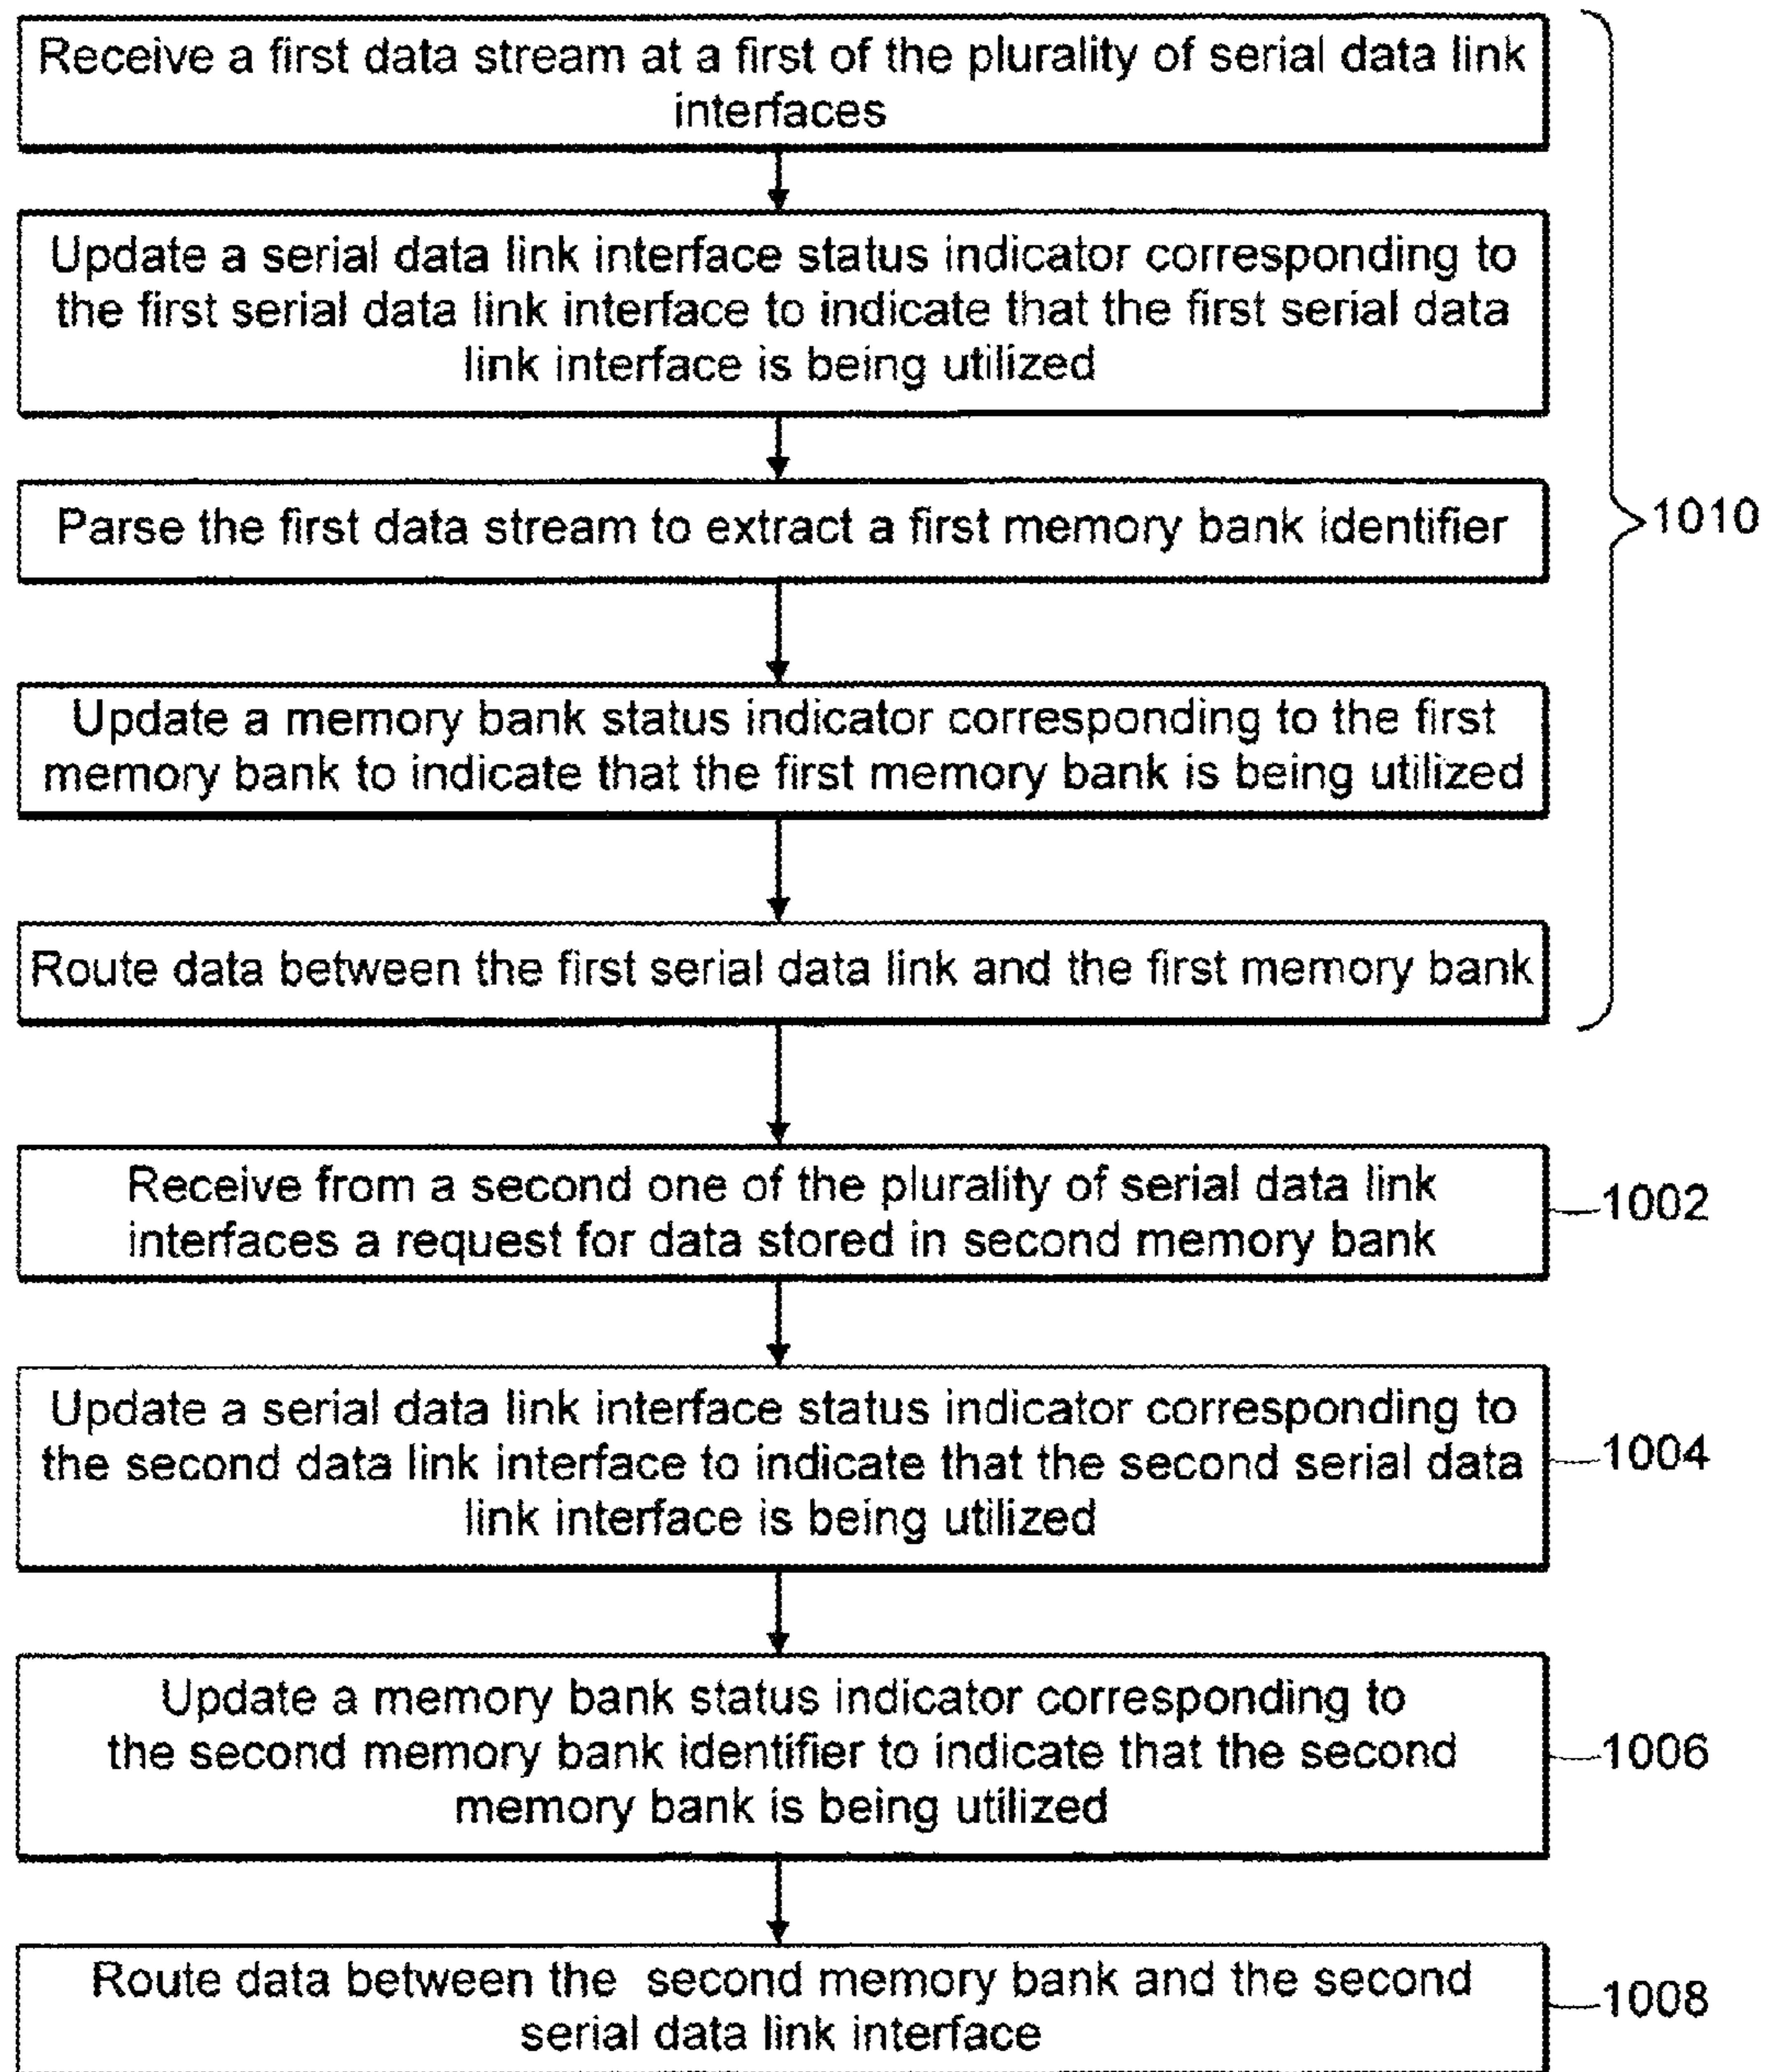 Receive a first data stream at a first of the plurality of serial data link
interfaces
Update a serial data link interface status indicator corresponding to
the first serial data link interface to indicate that the first serial data
link interface is being utilized
Parse the first data stream to extract a first memory bank identifier
1010
Update a memory bank status indicator corresponding to the first
memory bank to indicate that the first memory bank is being utilized
Route data between the first serial data link and the first memory bank
Receive from a second one of the plurality of serial data link
interfaces a request for data stored in second memory bank
1002
Update a serial data link interface status indicator corresponding to
the second data link interface to indicate that the second serial data
link interface is being utilized
1004
Update a memory bank status indicator corresponding to
the second memory bank identifier to indicate that the second
memory bank is being utilized
1006
Route data between the second memory bank and the second
serial data link interface
1008